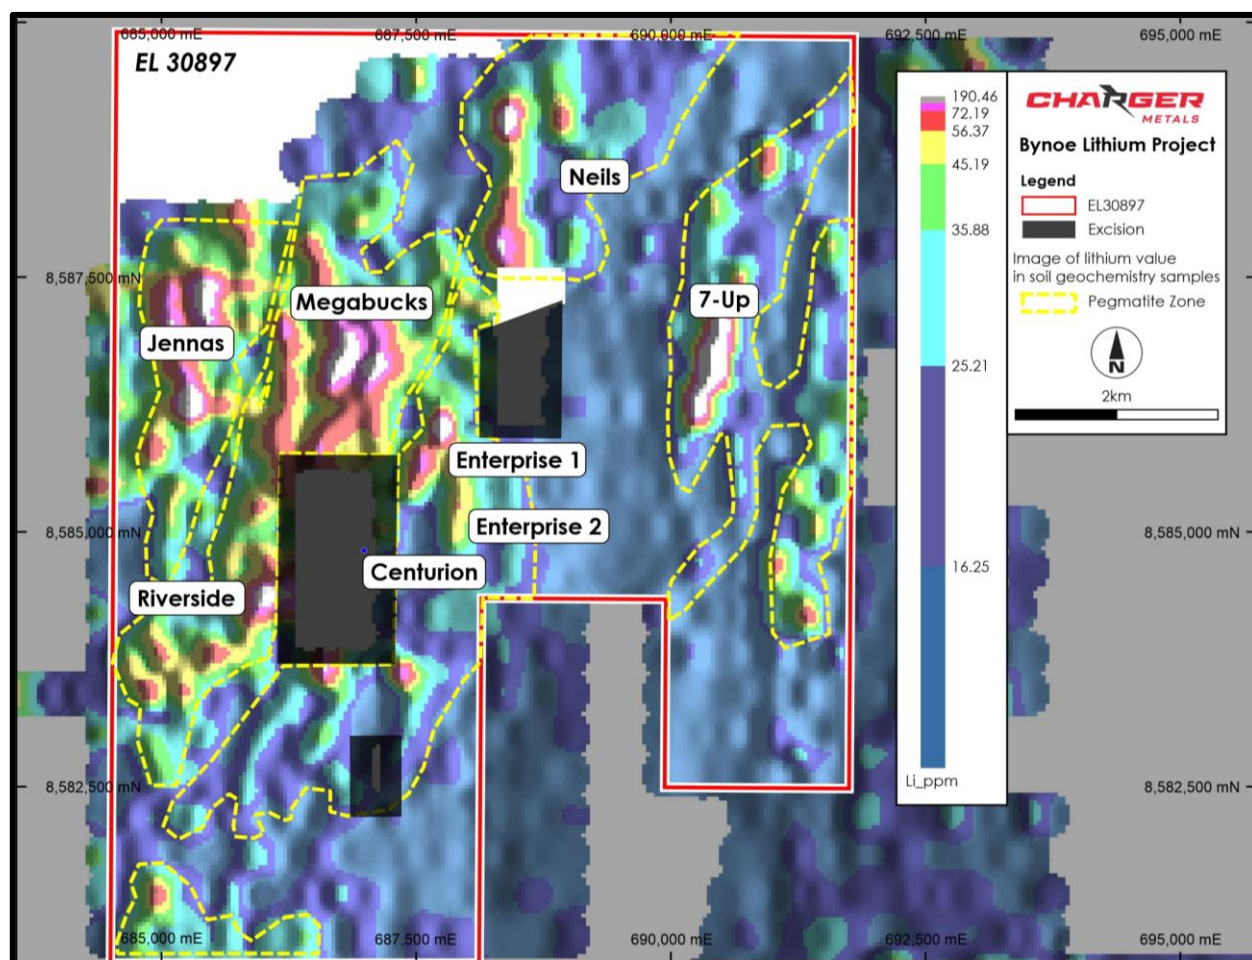 685,000 mE
687,500 mE
690,000 mE
692,500 mE
695,000 mE
EL 30897
190.46
72.19
56.37
45.19
35.88
25.21
16.25
Li_ppm
CHARGER
METALS
Bynoe Lithium Project
Legend
EL30897
Excision
Image of lithium value
in soil geochemistry samples
Pegmatite Zone
N
2km
Neils
8,587,500 mN
8,587,500 mN
Megabucks
7-Up
Jennas
Enterprise 1
Enterprise 2
8,585,000 mN
8,585,000 mN
Centurion
Riverside
8,582,500 mN
8,582,500 mN
685,000 mE
687,500 mE
690,000 mE
692,500 mE
695,000 mE